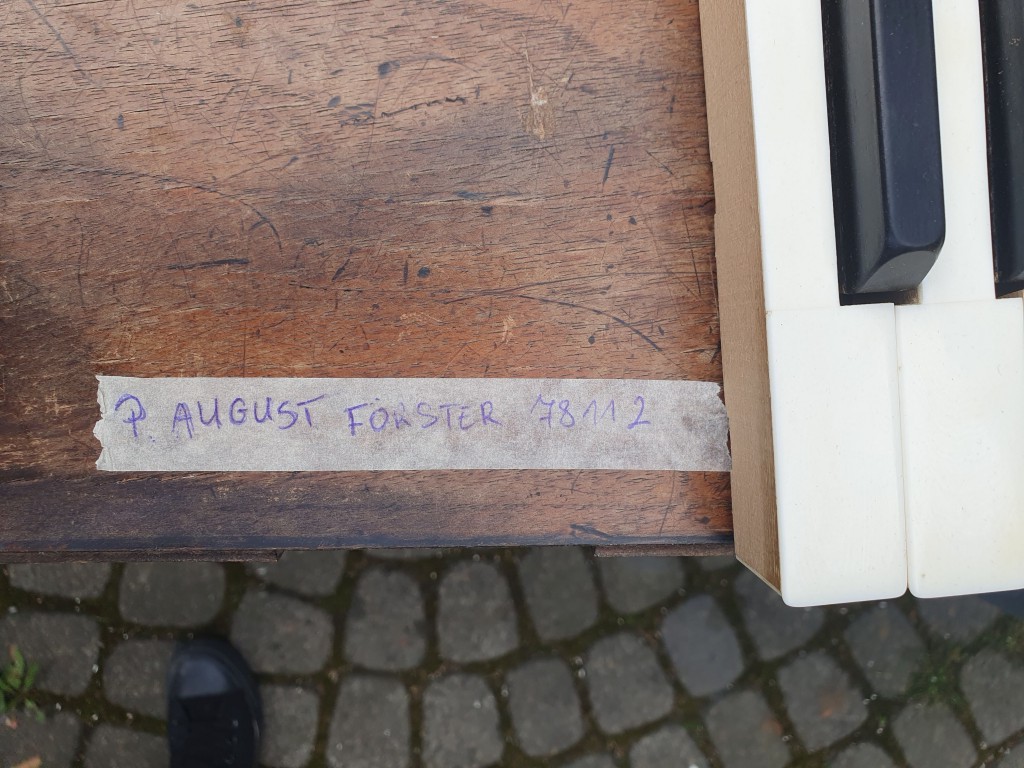 P. AUGUST FÖRSTER 78112